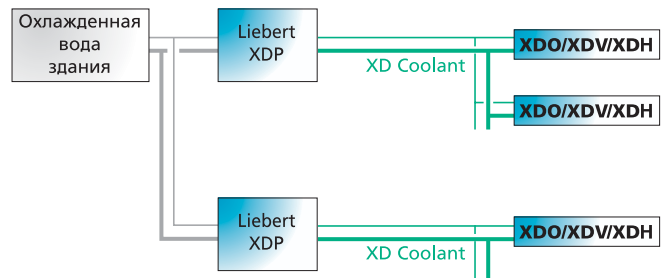 Охлажденная
вода
здания
Liebert
XDP
XD Coolant
XDO/XDV/XDH
XDO/XDV/XDH
Liebert
XDP
XD Coolant
XDO/XDV/XDH